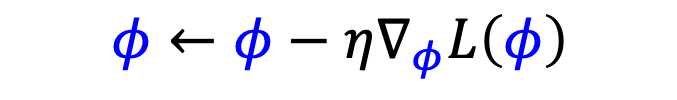 𝜙 ← 𝜙 − 𝜂∇𝜙𝐿(𝜙)